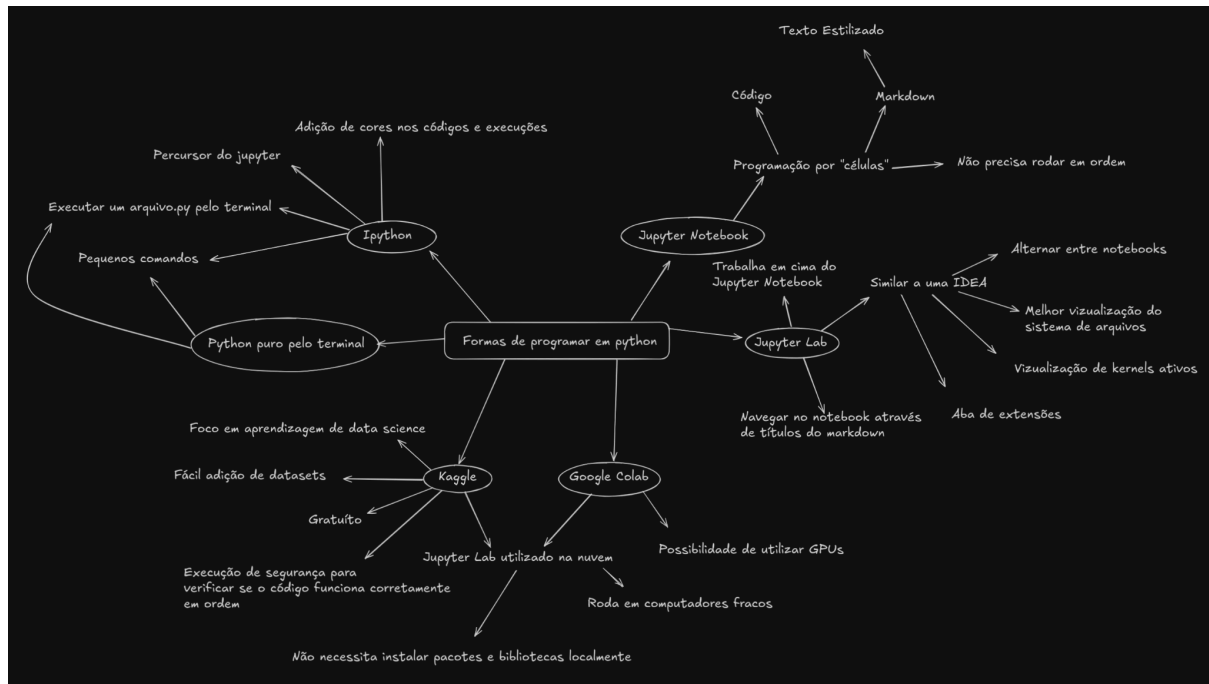 Texto Estilizado
Código
Markdown
Adição de cores nos códigos e execuções
Percursor do jupyter
Programação por "células"
Não precisa rodar em ordem
Executar um arquivo.py pelo terminal
Ipython
Jupyter Notebook
Pequenos comandos
Trabalha em cima do
Jupyter Notebook
Similar a uma IDEA
Alternar entre notebooks
Melhor vizualização do
sistema de arquivos
Python puro pelo terminal
Formas de programar em python
Jupyter Lab
Vizualização de kernels ativos
Navegar no notebook através
de títulos do markdown
Aba de extensões
Foco em aprendizagem de data science
Fácil adição de datasets
Kaggle
Google Colab
Gratuíto
Jupyter Lab utilizado na nuvem
Possibilidade de utilizar GPUs
Execução de segurança para
verificar se o código funciona corretamente
em ordem
Roda em computadores fracos
Não necessita instalar pacotes e bibliotecas localmente